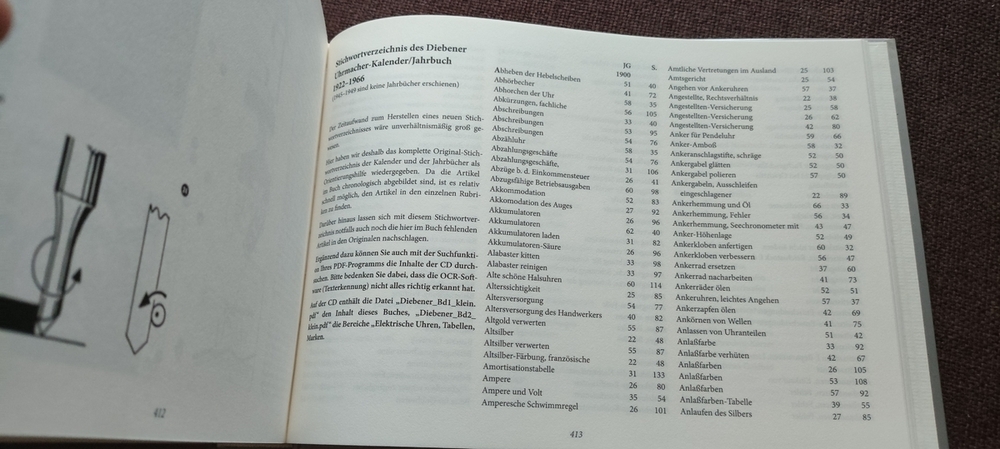 412
Stichwortverzeichnis des Diebener
Uhrmacher-Kalender/Jahrbuch
1922–1966
(1943–1949 sind keine Jahrbücher erschienen)
Der Zeitaufwand zum Herstellen eines neuen Stich-
wortverzeichnisses wäre unverhältnismäßig groß ge-
wesen.
Hier haben wir deshalb das komplette Original-Stich-
wortverzeichnis der Kalender und der Jahrbücher als
Orientierungshilfe wiedergegeben. Da die Artikel
im Buch chronologisch abgebildet sind, ist es relativ
schnell möglich, den Artikel in den einzelnen Rubri-
ken zu finden.
Darüber hinaus lassen sich mit diesem Stichwortver-
zeichnis notfalls auch noch die hier im Buch fehlenden
Artikel in den Originalen nachschlagen.
Ergänzend dazu können Sie auch mit der Suchfunkti-
on Ihres PDF-Programms die Inhalte der CD durch-
suchen. Bitte bedenken Sie dabei, dass die OCR-Soft-
ware (Texterkennung) nicht alles richtig erkannt hat.
Auf der CD enthält die Datei „Diebener_Bd1_klein.
pdf“ den Inhalt dieses Buches, „Diebener_Bd2_
klein.pdf“ die Bereiche „Elektrische Uhren, Tabellen,
Marken.
JG S.
1900
Abheben der Hebelscheiben 51 40
Abhörbecher 41 72
Abhorchen der Uhr 58 35
Abkürzungen, fachliche 56 105
Abschreibungen 33 40
Abschreibungen 53 95
Abschreibungen 54 76
Abzähluhr 58 35
Abzahlungsgeschäfte 54 76
Abzahlungsgeschäfte, 31 106
Abzüge b. d. Einkommensteuer 26 41
Abzugsfähige Betriebsausgaben 60 98
Akkommodation 52 83
Akkomodation des Auges 27 92
Akkumulatoren 26 96
Akkumulatoren 62 40
Akkumulatoren laden 31 82
Akkumulatoren-Säure 26 96
Alabaster kitten 33 98
Alabaster reinigen 33 97
Alte schöne Halsuhren 60 114
Alterssichtigkeit 25 85
Altersversorgung 54 77
Altersversorgung des Handwerkers 40 82
Altgold verwerten 55 87
Altsilber 22 48
Altsilber verwerten 55 87
Altsilber-Färbung, französische 22 48
Amortisationstabelle 31 133
Ampere 26 80
Ampere und Volt 35 54
Amperesche Schwimmregel 26 101
Amtliche Vertretungen im Ausland 25 103
Amtsgericht 25 54
Angehen vor Ankeruhren 57 37
Angestellte, Rechtsverhältnis 22 38
Angestellten-Versicherung 25 58
Angestellten-Versicherung 26 62
Angestellten-Versicherung 42 80
Anker für Pendeluhr 59 66
Anker-Amboß 58 32
Ankeranschlagstifte, schräge 52 50
Ankergabel glätten 52 50
Ankergabel polieren 57 50
Ankergabeln, Ausschleifen
eingeschlagener 22 89
Ankerhemmung und Öl 66 33
Ankerhemmung, Fehler 56 34
Ankerhemmung, Seechronometer mit 43 47
Anker-Höhenlage 52 49
Ankerkloben anfertigen 60 32
Ankerkloben verbessern 56 47
Ankerrad ersetzen 37 60
Ankerrad nacharbeiten 41 73
Ankerräder ölen 52 51
Ankeruhren, leichtes Angehen 57 37
Ankerzapfen ölen 42 69
Ankörnen von Wellen 41 75
Anlassen von Uhranteilen 51 42
Anlaßfarbe 33 92
Anlaßfarbe verhüten 42 67
Anlaßfarben 26 105
Anlaßfarben 53 108
Anlaßfarben 57 92
Anlaßfarben-Tabelle 39 55
Anlaufen des Silbers 27 85
413